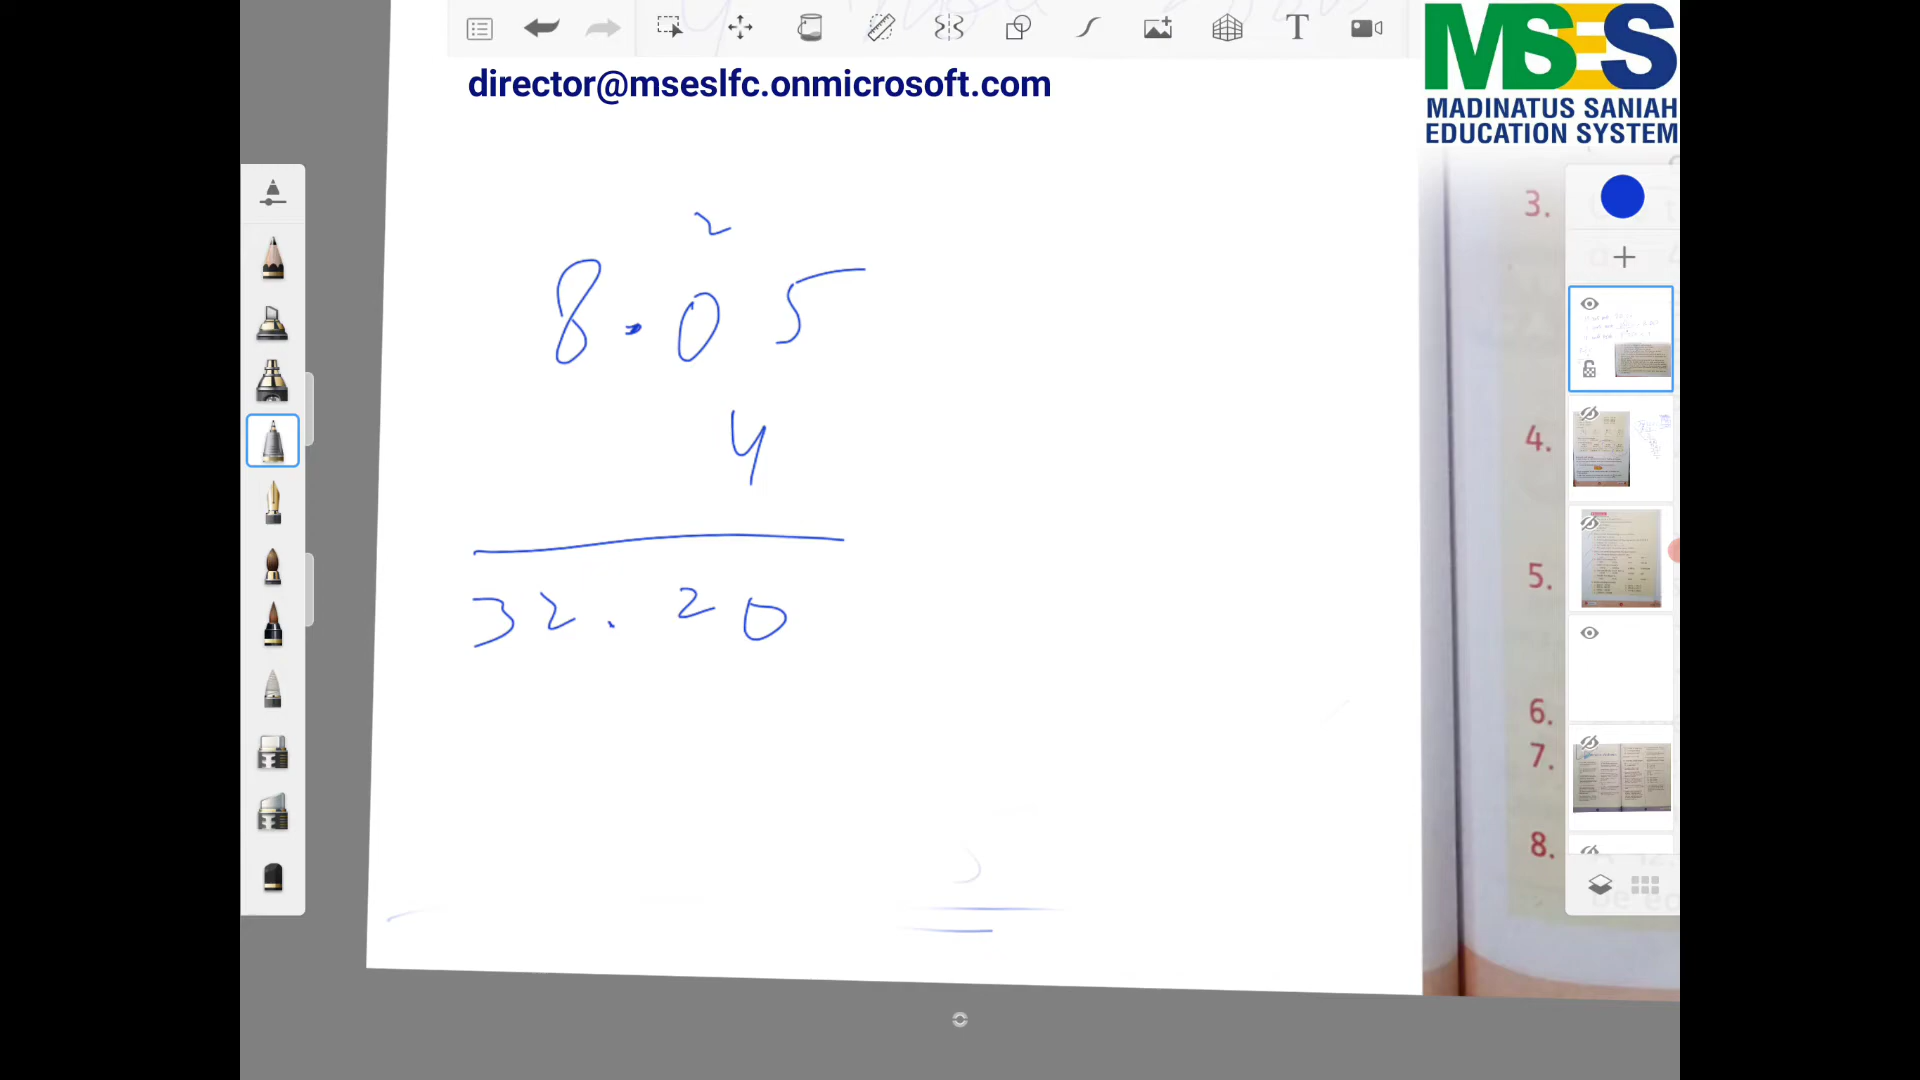 director@mseslfc.onmicrosoft.com
MSES
MADINATUS SANIAH
EDUCATION SYSTEM
2
8.05
4
32.20
3.
4.
5.
6.
7.
8.